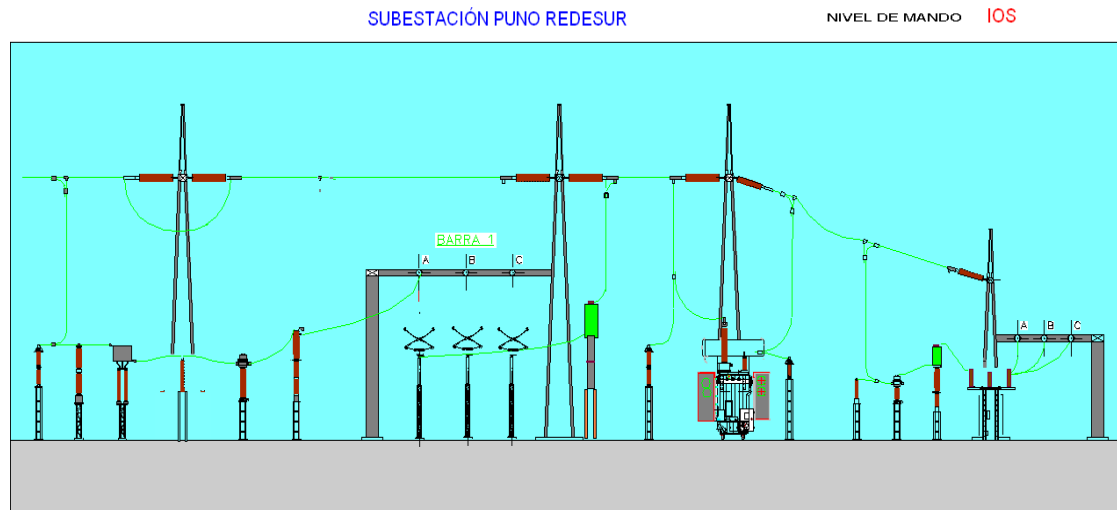 SUBESTACIÓN PUNO REDESUR
NIVEL DE MANDO IOS
BARRA 1
A B C
A B C